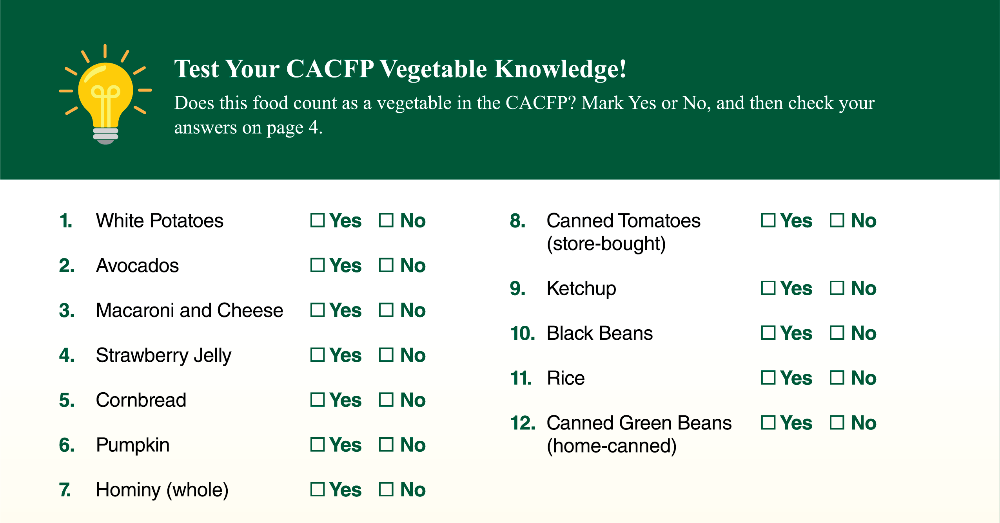 Test Your CACFP Vegetable Knowledge!
Does this food count as a vegetable in the CACFP? Mark Yes or No, and then check your
answers on page 4.
1. White Potatoes ☐ Yes ☐ No
2. Avocados ☐ Yes ☐ No
3. Macaroni and Cheese ☐ Yes ☐ No
4. Strawberry Jelly ☐ Yes ☐ No
5. Cornbread ☐ Yes ☐ No
6. Pumpkin ☐ Yes ☐ No
7. Hominy (whole) ☐ Yes ☐ No
8. Canned Tomatoes ☐ Yes ☐ No
(store-bought)
9. Ketchup ☐ Yes ☐ No
10. Black Beans ☐ Yes ☐ No
11. Rice ☐ Yes ☐ No
12. Canned Green Beans ☐ Yes ☐ No
(home-canned)